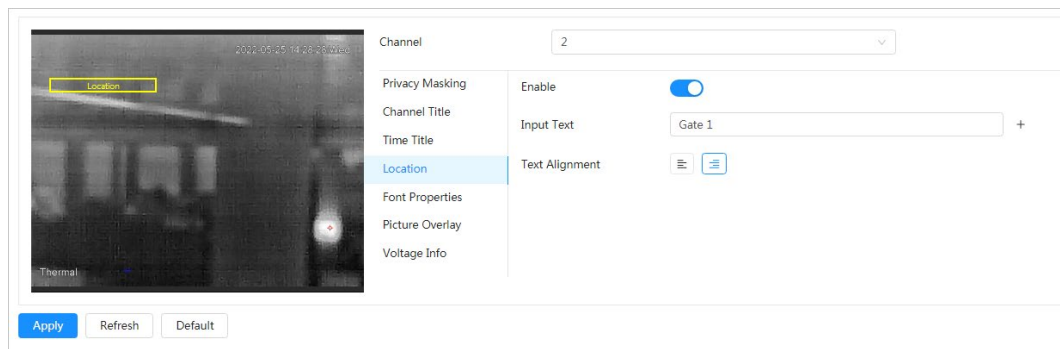 2022-05-25 14:28:26 Wed
Location
Thermal
Channel
2
Privacy Masking
Channel Title
Time Title
Location
Font Properties
Picture Overlay
Voltage Info
Enable
Input Text
Gate 1
+
Text Alignment
Apply
Refresh
Default